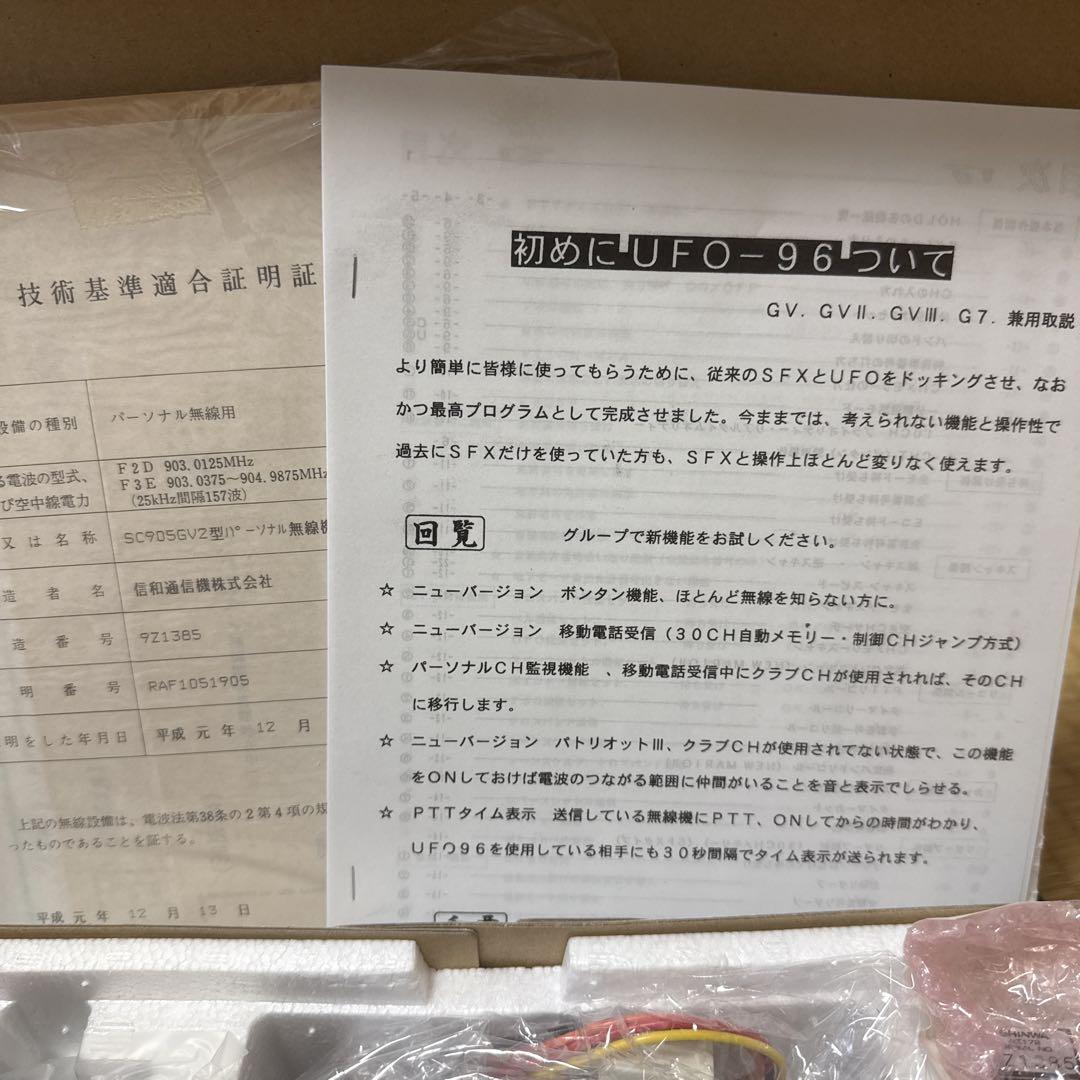 技術基準適合証明証
設備の種別 パーソナル無線用
る電波の型式、 F2D 903.0125MHz
び空中線電力 F3E 903.0375〜904.9875MHz
(25kHz間隔157波)
又は名称 SC905GV2型パーソナル無線機
造者名 信和通信機株式会社
造番号 9Z1385
明番号 RAF1051905
明をした年月日 平成元年 12 月
上記の無線設備は、電波法第38条の2第4項の規
ったものであることを証する。
平成元年 12 月 13 日
初めに「UFO−96」ついて
GV. GVⅡ. GVⅢ. G7. 兼用取説
より簡単に皆様に使ってもらうために、従来のSFXとUFOをドッキングさせ、なお
かつ最高プログラムとして完成させました。今までは、考えられない機能と操作性で
過去にSFXだけを使っていた方も、SFXと操作上ほとんど変りなく使えます。
回覧 グループで新機能をお試しください。
☆ ニューバージョン ボンタン機能、ほとんど無線を知らない方に。
☆ ニューバージョン 移動電話受信(30CH自動メモリー・制御CHジャンプ方式)
☆ パーソナルCH監視機能 、移動電話受信中にクラブCHが使用されれば、そのCH
に移行します。
☆ ニューバージョン パトリオットⅢ、クラブCHが使用されてない状態で、この機能
をONしておけば電波のつながる範囲に仲間がいることを音と表示でしらせる。
☆ PTTタイム表示 送信している無線機にPTT、ONしてからの時間がわかり、
UFO96を使用している相手にも30秒間隔でタイム表示が送られます。
SHINWA